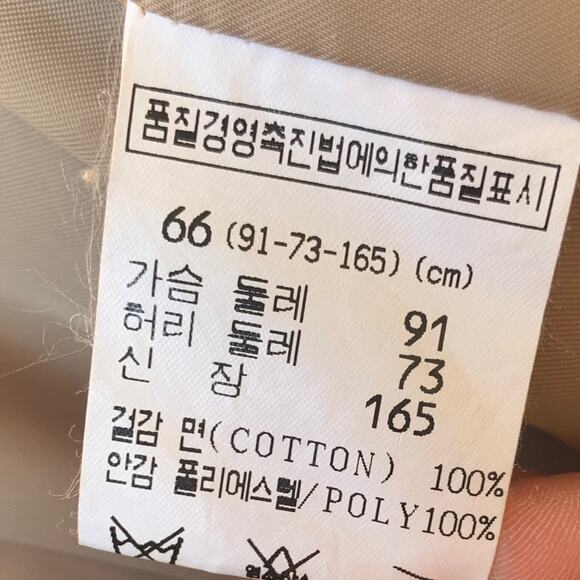 품질경영촉진법에의한품질표시
66 (91-73-165) (cm)
가슴 둘레 91
허리 둘레 73
신 장 165
겉감 면(COTTON) 100%
안감 폴리에스텔/POLY100%